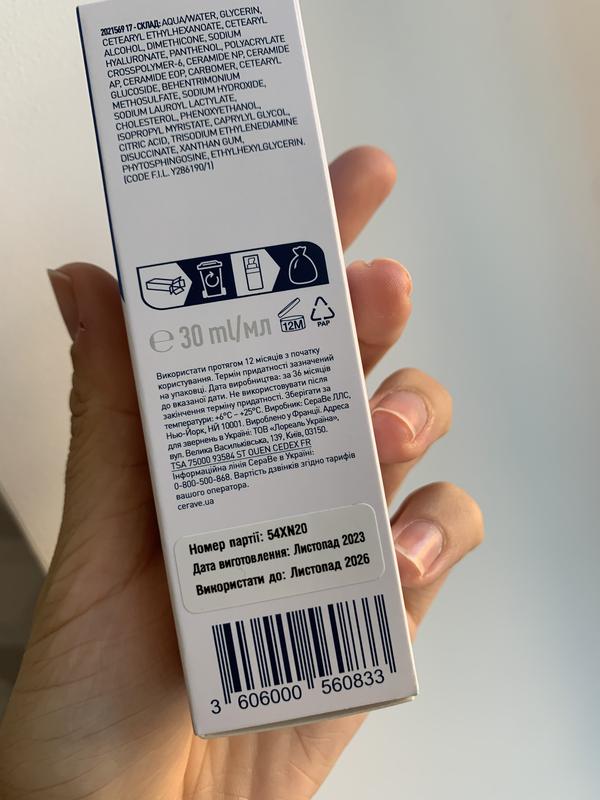 2021569 17 - СКЛАД: AQUA/WATER, GLYCERIN,
CETEARYL ETHYLHEXANOATE, CETEARYL
ALCOHOL, DIMETHICONE, SODIUM
HYALURONATE, PANTHENOL, POLYACRYLATE
CROSSPOLYMER-6, CERAMIDE NP, CERAMIDE
AP, CERAMIDE EOP, CARBOMER, CETEARYL
GLUCOSIDE, BEHENTRIMONIUM
METHOSULFATE, SODIUM HYDROXIDE,
SODIUM LAUROYL LACTYLATE,
CHOLESTEROL, PHENOXYETHANOL,
ISOPROPYL MYRISTATE, CAPRYLYL GLYCOL,
CITRIC ACID, TRISODIUM ETHYLENEDIAMINE
DISUCCINATE, XANTHAN GUM,
PHYTOSPHINGOSINE, ETHYLHEXYLGLYCERIN.
(CODE F.I.L. Y286190/1)
℮ 30 ml/мл
12M
PAP
Використати протягом 12 місяців з початку
користування. Термін придатності зазначений
на упаковці. Дата виробництва: за 36 місяців
до вказаної дати. Не використовувати після
закінчення терміну придатності. Зберігати за
температури: +6°C – +25°C. Виробник: СераВе ЛЛС,
Нью-Йорк, НЙ 10001. Вироблено у Франції. Адреса
для звернень в Україні: ТОВ «Лореаль Україна»,
вул. Велика Васильківська, 139, Київ, 03150.
TSA 75000 93584 ST OUEN CEDEX FR
Інформаційна лінія СераВе в Україні:
0-800-500-868. Вартість дзвінків згідно тарифів
вашого оператора.
cerave.ua
Номер партії: 54XN20
Дата виготовлення: Листопад 2023
Використати до: Листопад 2026
3 606000 560833